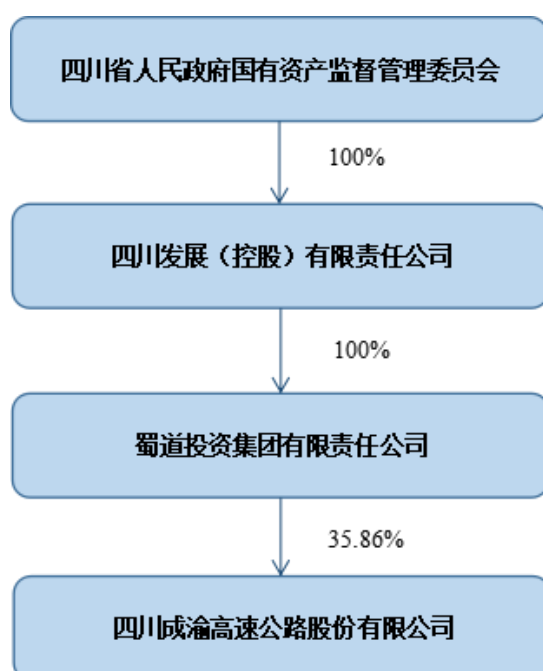 四川省人民政府国有资产监督管理委员会
100%
四川发展（控股）有限责任公司
100%
蜀道投资集团有限责任公司
35.86%
四川成渝高速公路股份有限公司